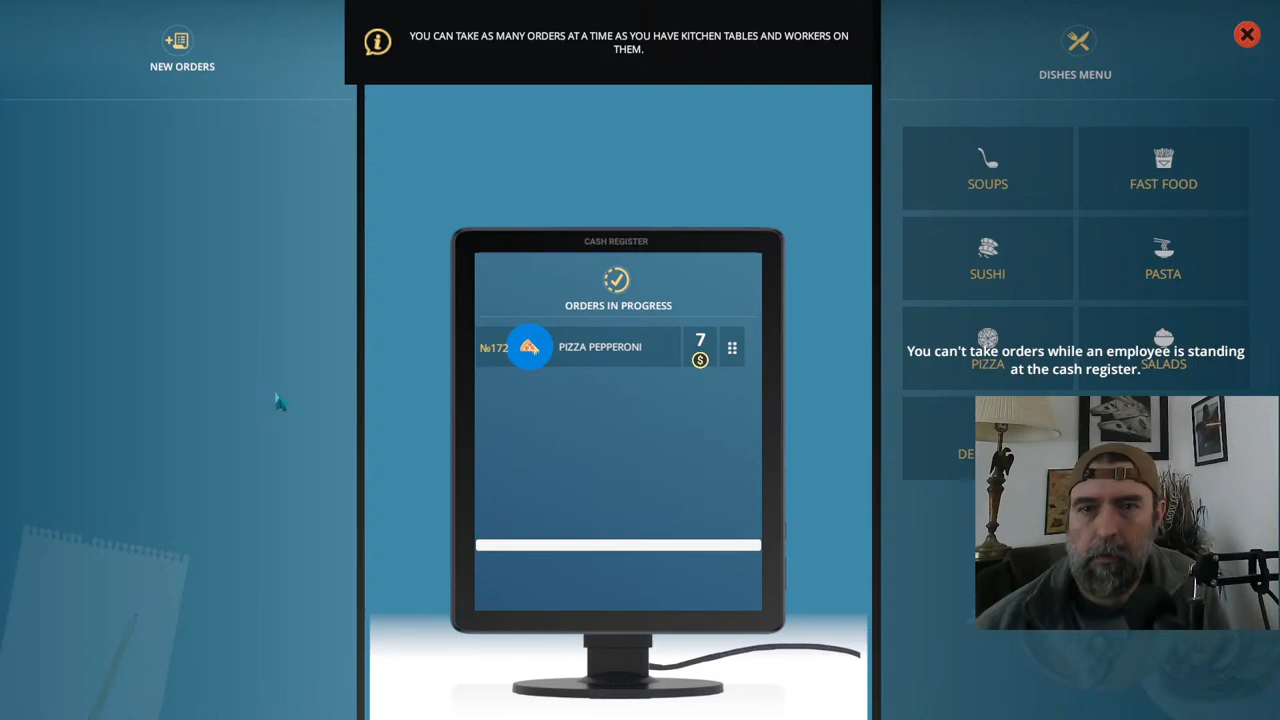 YOU CAN TAKE AS MANY ORDERS AT A TIME AS YOU HAVE KITCHEN TABLES AND WORKERS ON
THEM.
NEW ORDERS
DISHES MENU
SOUPS
FAST FOOD
CASH REGISTER
SUSHI
PASTA
ORDERS IN PROGRESS
№172
PIZZA PEPPERONI
7
You can't take orders while an employee is standing
at the cash register.
PIZZA
SALADS